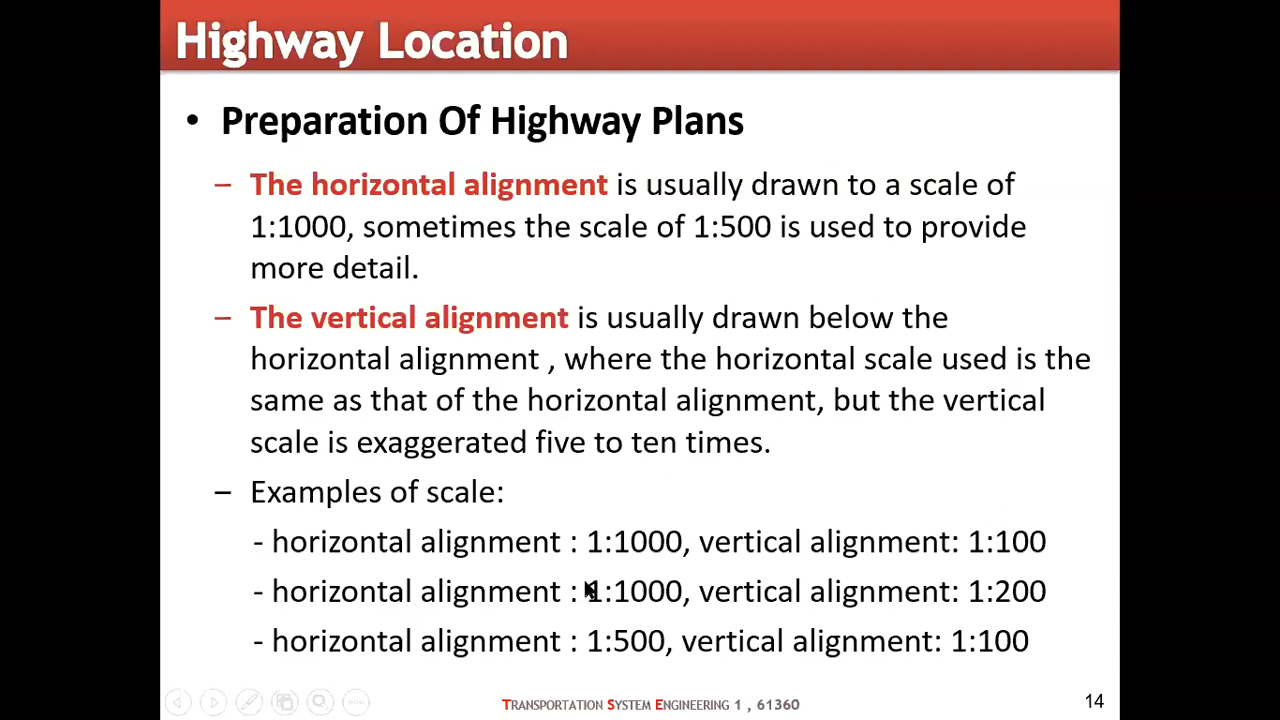 Highway Location
• Preparation Of Highway Plans
– The horizontal alignment is usually drawn to a scale of
1:1000, sometimes the scale of 1:500 is used to provide
more detail.
– The vertical alignment is usually drawn below the
horizontal alignment , where the horizontal scale used is the
same as that of the horizontal alignment, but the vertical
scale is exaggerated five to ten times.
– Examples of scale:
- horizontal alignment : 1:1000, vertical alignment: 1:100
- horizontal alignment : 1:1000, vertical alignment: 1:200
- horizontal alignment : 1:500, vertical alignment: 1:100
TRANSPORTATION SYSTEM ENGINEERING 1 , 61360
14